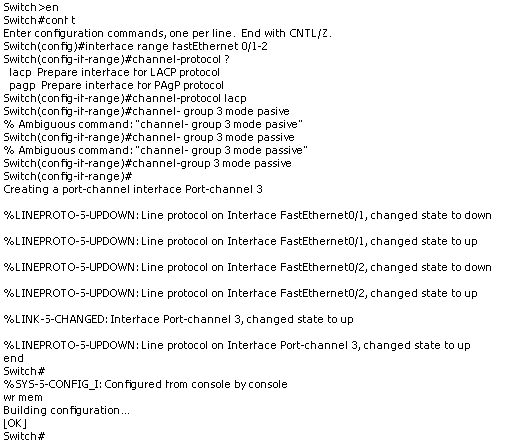 Switch>en
Switch#conf t
Enter configuration commands, one per line. End with CNTL/Z.
Switch(config)#interface range fastEthernet 0/1-2
Switch(config-if-range)#channel-protocol ?
lacp Prepare interface for LACP protocol
pagp Prepare interface for PAgP protocol
Switch(config-if-range)#channel-protocol lacp
Switch(config-if-range)#channel- group 3 mode pasive
% Ambiguous command: "channel- group 3 mode pasive"
Switch(config-if-range)#channel- group 3 mode passive
% Ambiguous command: "channel- group 3 mode passive"
Switch(config-if-range)#channel-group 3 mode passive
Switch(config-if-range)#
Creating a port-channel interface Port-channel 3
%LINEPROTO-5-UPDOWN: Line protocol on Interface FastEthernet0/1, changed state to down
%LINEPROTO-5-UPDOWN: Line protocol on Interface FastEthernet0/1, changed state to up
%LINEPROTO-5-UPDOWN: Line protocol on Interface FastEthernet0/2, changed state to down
%LINEPROTO-5-UPDOWN: Line protocol on Interface FastEthernet0/2, changed state to up
%LINK-5-CHANGED: Interface Port-channel 3, changed state to up
%LINEPROTO-5-UPDOWN: Line protocol on Interface Port-channel 3, changed state to up
end
Switch#
%SYS-5-CONFIG_I: Configured from console by console
wr mem
Building configuration...
[OK]
Switch#